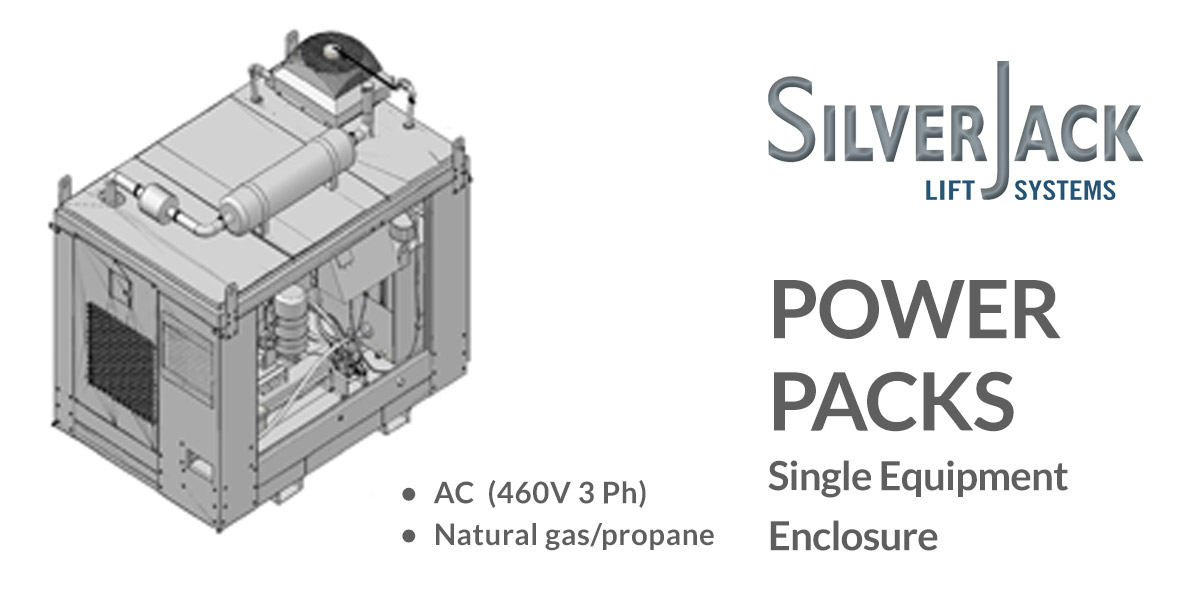 SILVERJACK
LIFT SYSTEMS
POWER
PACKS
Single Equipment
Enclosure
● AC (460V 3 Ph)
● Natural gas/propane